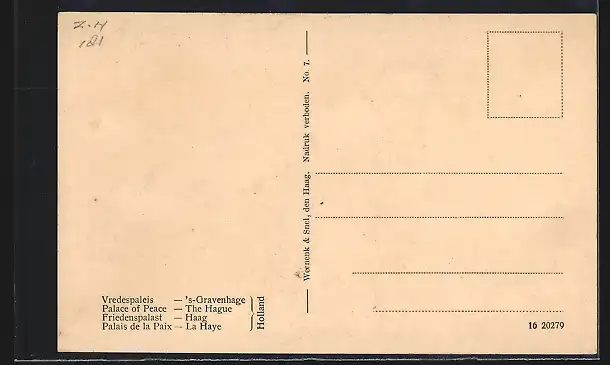 Z-H
181
Wornenk & Snel, den Haag. Nadruk verboden. No. 7.
Vredespaleis — 's-Gravenhage
Palace of Peace — The Hague
Friedenspalast — Haag
Palais de la Paix — La Haye
Holland
16 20279